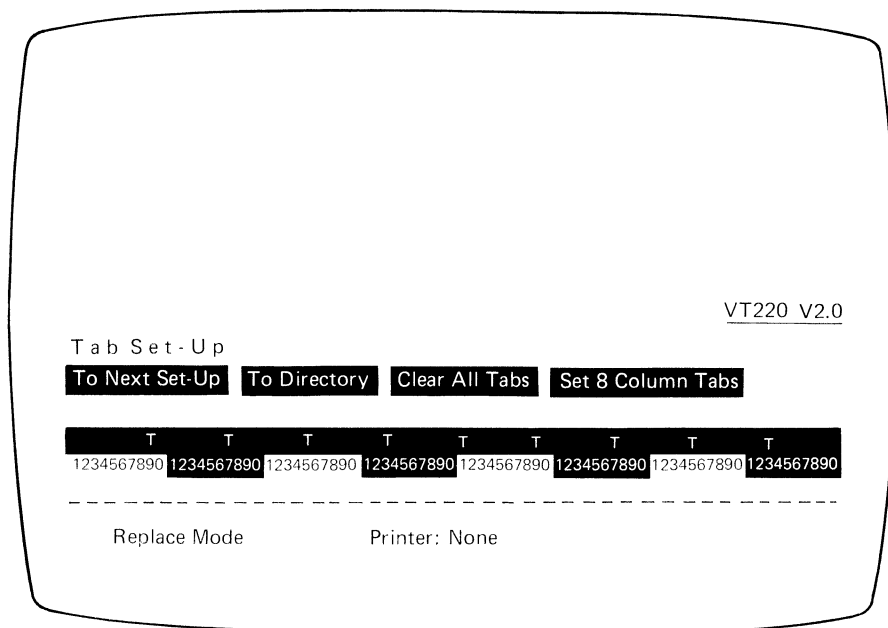 VT220 V2.0
Tab Set-Up
To Next Set-Up To Directory Clear All Tabs Set 8 Column Tabs
T T T T T T T T T
1234567890 1234567890 1234567890 1234567890 1234567890 1234567890 1234567890 1234567890
Replace Mode Printer: None